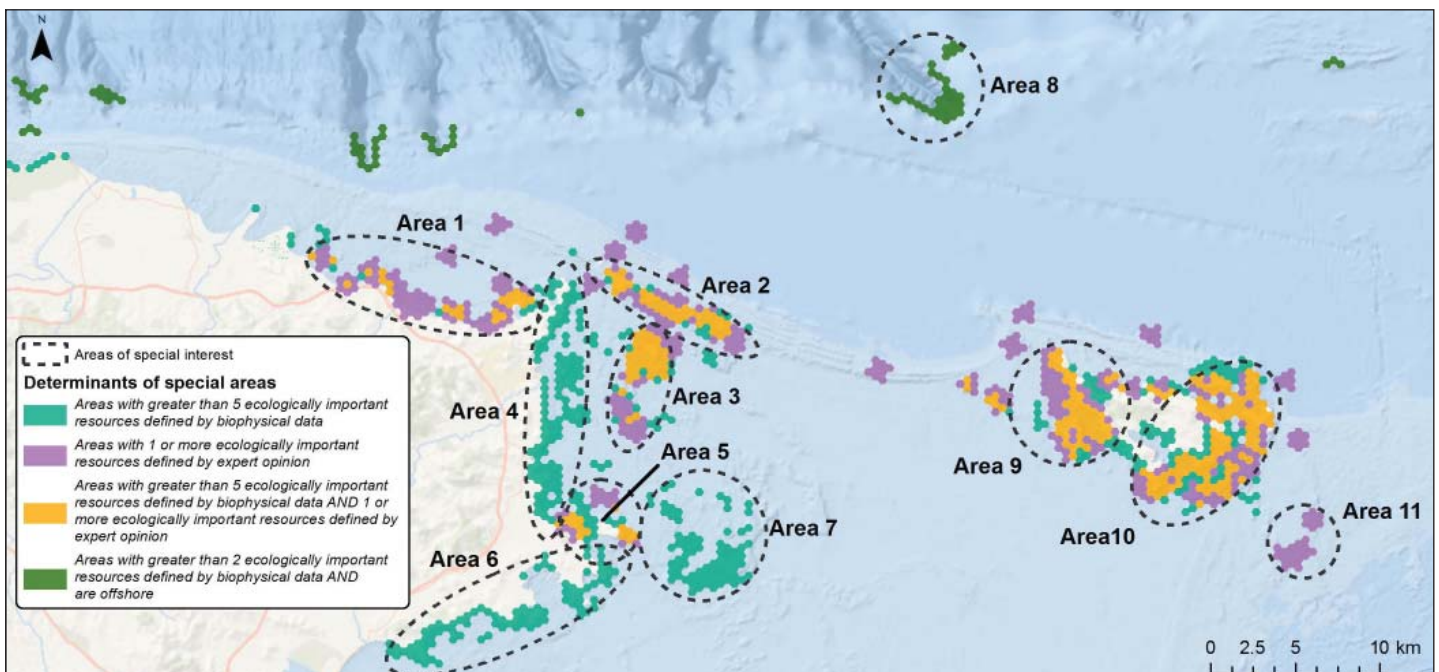 N
Area 8
Area 1
Area 2
Area 3
Area 4
Area 5
Area 9
Area 7
Area10
Area 11
Area 6
Areas of special interest
Determinants of special areas
Areas with greater than 5 ecologically important
resources defined by biophysical data
Areas with 1 or more ecologically important
resources defined by expert opinion
Areas with greater than 5 ecologically important
resources defined by biophysical data AND 1 or
more ecologically important resources defined by
expert opinion
Areas with greater than 2 ecologically important
resources defined by biophysical data AND
are offshore
0 2.5 5 10 km